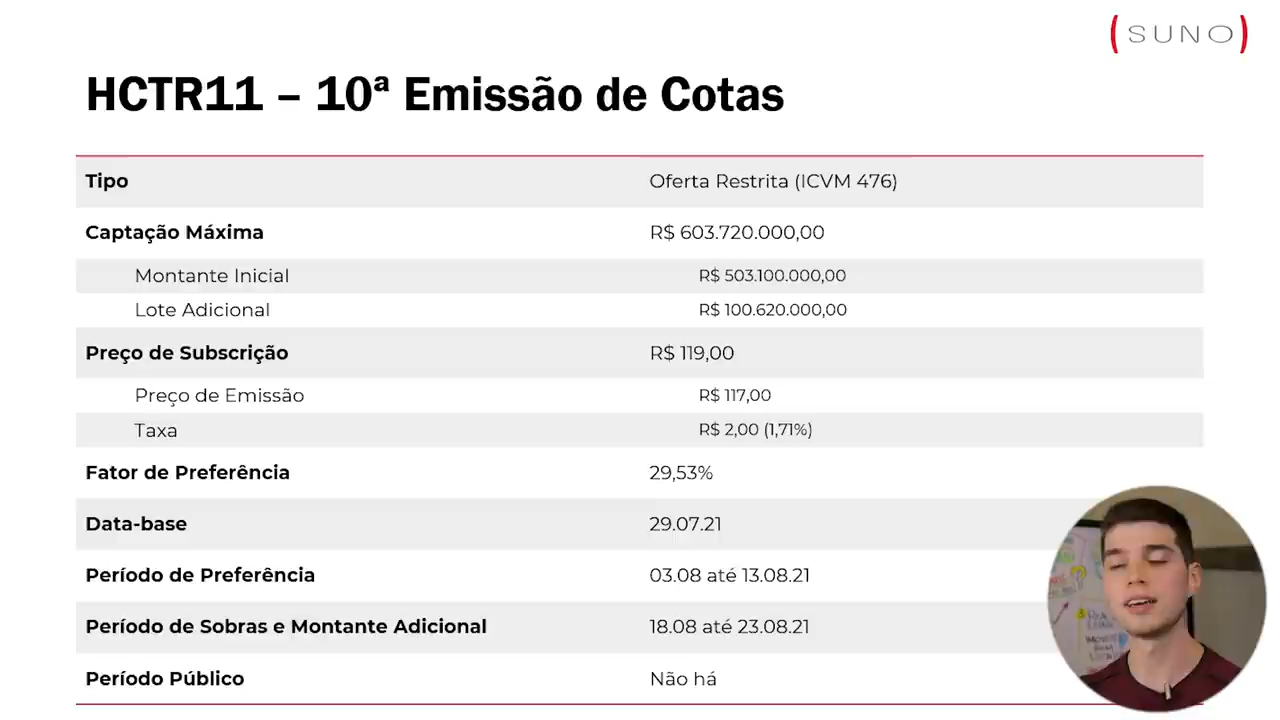 (SUNO)
HCTR11 – 10ª Emissão de Cotas
Tipo Oferta Restrita (ICVM 476)
Captação Máxima R$ 603.720.000,00
Montante Inicial R$ 503.100.000,00
Lote Adicional R$ 100.620.000,00
Preço de Subscrição R$ 119,00
Preço de Emissão R$ 117,00
Taxa R$ 2,00 (1,71%)
Fator de Preferência 29,53%
Data-base 29.07.21
Período de Preferência 03.08 até 13.08.21
Período de Sobras e Montante Adicional 18.08 até 23.08.21
Período Público Não há